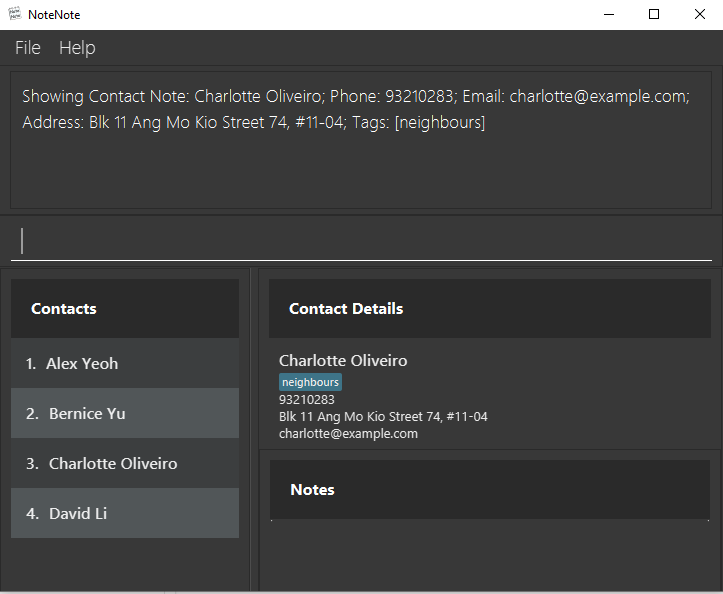 NoteNote
File Help
Showing Contact Note: Charlotte Oliveiro; Phone: 93210283; Email: charlotte@example.com;
Address: Blk 11 Ang Mo Kio Street 74, #11-04; Tags: [neighbours]
Contacts
1. Alex Yeoh
2. Bernice Yu
3. Charlotte Oliveiro
4. David Li
Contact Details
Charlotte Oliveiro
neighbours
93210283
Blk 11 Ang Mo Kio Street 74, #11-04
charlotte@example.com
Notes